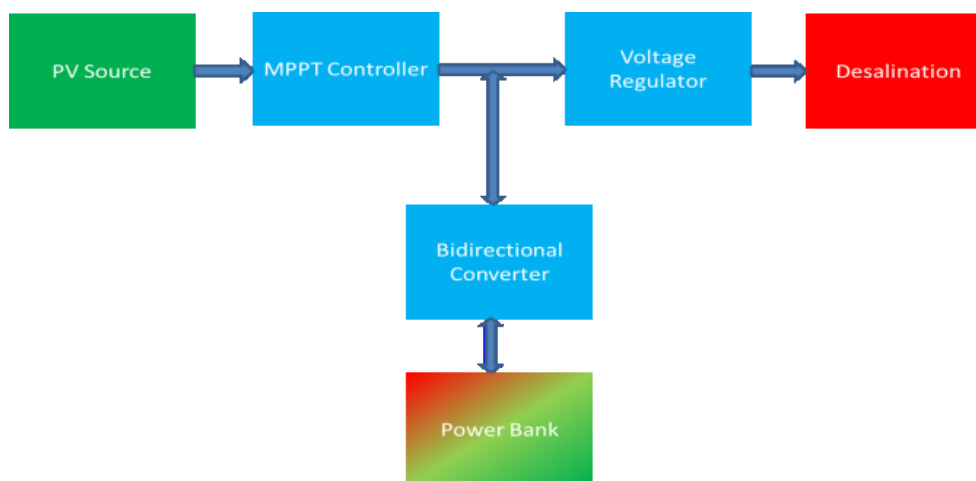 PV Source
MPPT Controller
Voltage
Regulator
Desalination
Bidirectional
Converter
Power Bank